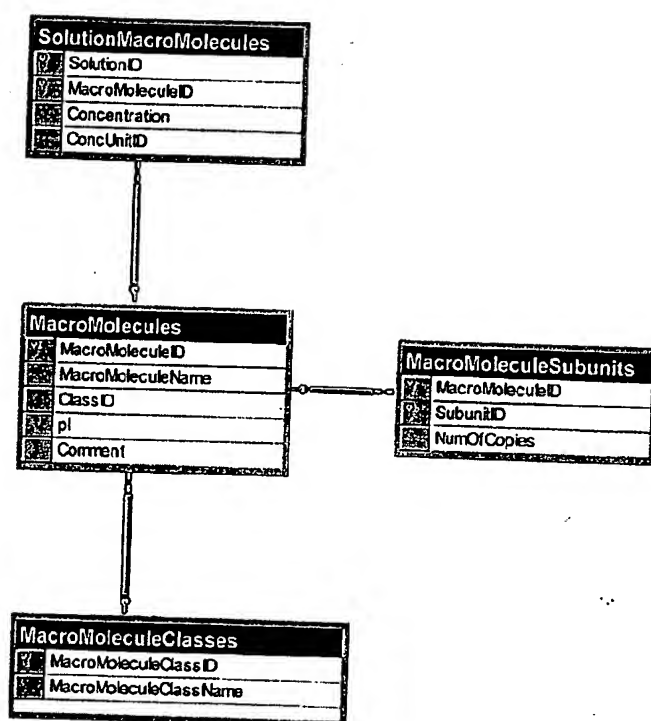 SolutionMacroMolecules
SolutionID
MacroMoleculeID
Concentration
ConcUnitID
MacroMolecules
MacroMoleculeID
MacroMoleculeName
ClassID
pI
Comment
MacroMoleculeSubunits
MacroMoleculeID
SubunitID
NumOfCopies
MacroMoleculeClasses
MacroMoleculeClassID
MacroMoleculeClassName